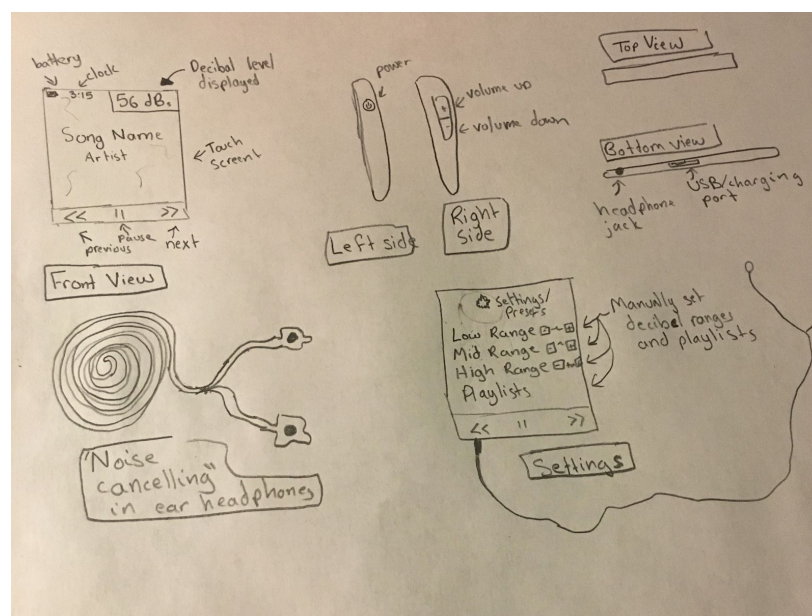 battery
clock
Decibal level
displayed
3:15
56 dBs
Song Name
Artist
Touch
screen
<< 11 >>
previous
Pause
next
Front View
power
Left side
+
-
volume up
volume down
Right
Side
Top View
Bottom view
headphone
jack
USB/charging
port
"Noise
cancelling"
in ear headphones
Settings/
Presets
Low Range - ~ +
Mid Range - ~ +
High Range - ~ +
Playlists
<< 11 >>
Manually set
decibel ranges
and playlists
Settings